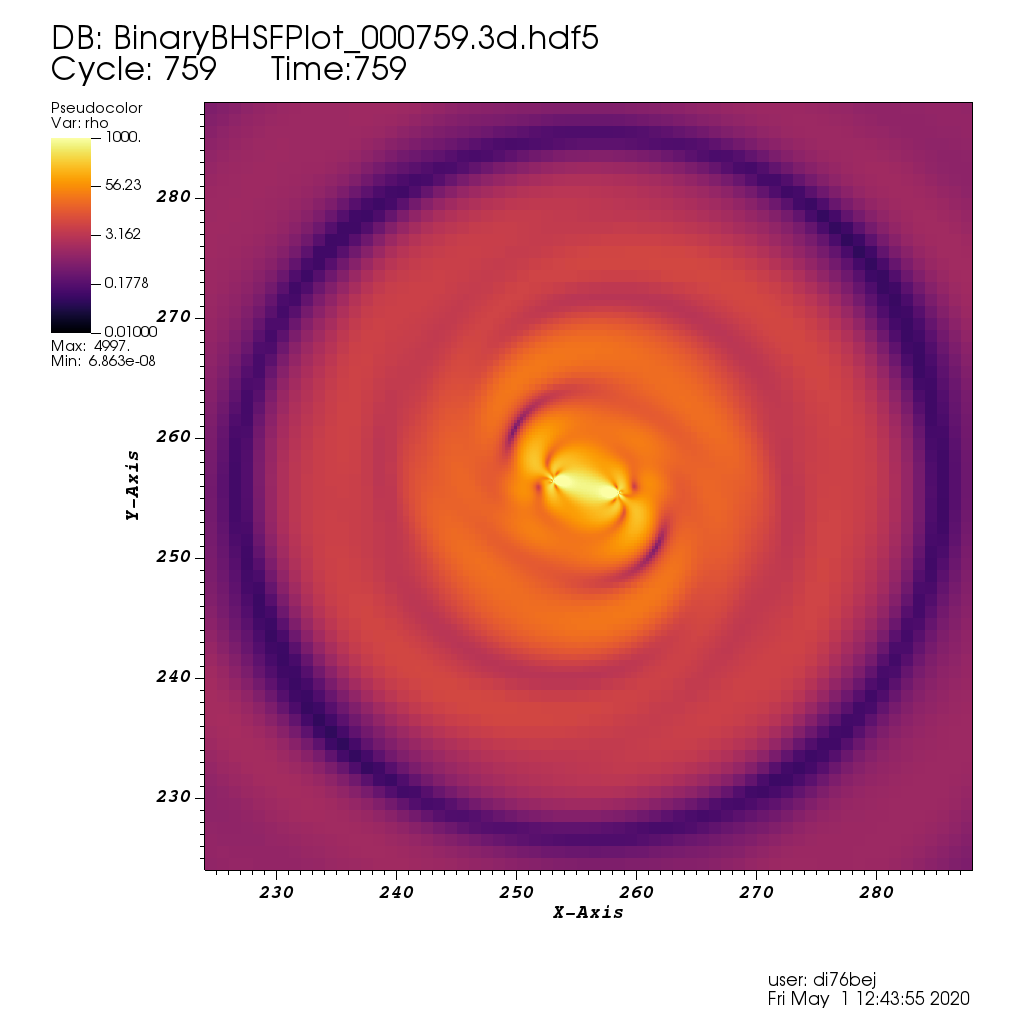 DB: BinaryBHSFPlot_000759.3d.hdf5
Cycle: 759 Time:759
Pseudocolor
Var: rho
1000.
56.23
3.162
0.1778
0.01000
Max: 4997.
Min: 6.863e-08
280
270
260
250
240
230
Y-Axis
230 240 250 260 270 280
X-Axis
user: di76bej
Fri May 1 12:43:55 2020